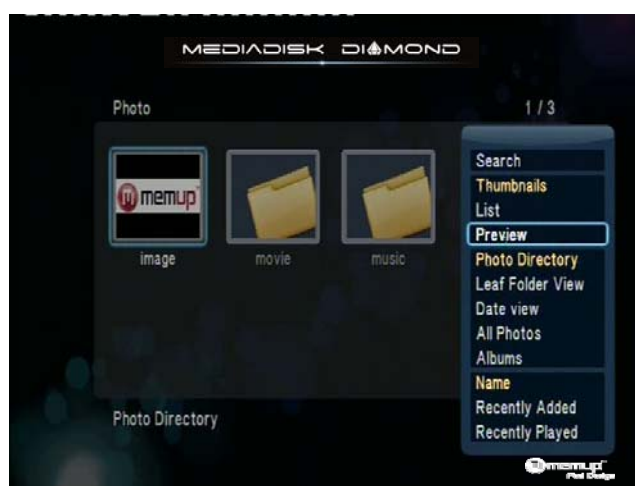 MEDIADISK DIAMOND
Photo
1 / 3
memup
image
movie
music
Search
Thumbnails
List
Preview
Photo Directory
Leaf Folder View
Date view
All Photos
Albums
Name
Recently Added
Recently Played
Photo Directory
memup